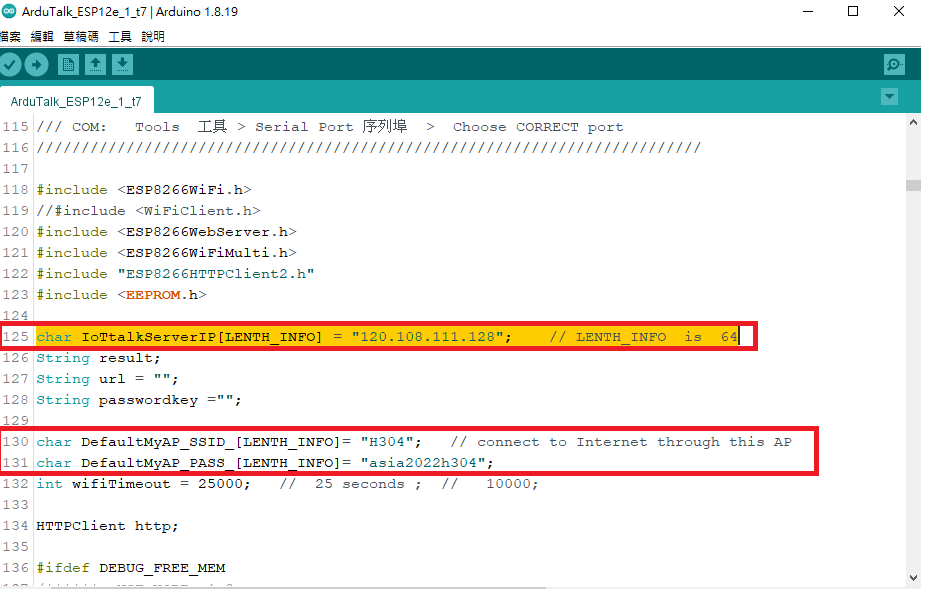 ArduTalk_ESP12e_1_t7 | Arduino 1.8.19
檔案 編輯 草稿碼 工具 說明
ArduTalk_ESP12e_1_t7
115 /// COM:   Tools  工具 > Serial Port 序列埠  >  Choose CORRECT port
116 //////////////////////////////////////////////////////////////////////////
117
118 #include <ESP8266WiFi.h>
119 //#include <WiFiClient.h>
120 #include <ESP8266WebServer.h>
121 #include <ESP8266WiFiMulti.h>
122 #include "ESP8266HTTPClient2.h"
123 #include <EEPROM.h>
124
125 char IoTtalkServerIP[LENTH_INFO] = "120.108.111.128";    // LENTH_INFO  is  64
126 String result;
127 String url = "";
128 String passwordkey ="";
129
130 char DefaultMyAP_SSID_[LENTH_INFO]= "H304";   // connect to Internet through this AP
131 char DefaultMyAP_PASS_[LENTH_INFO]= "asia2022h304";
132 int wifiTimeout = 25000;   //  25 seconds ;  //   10000;
133
134 HTTPClient http;
135
136 #ifdef DEBUG_FREE_MEM